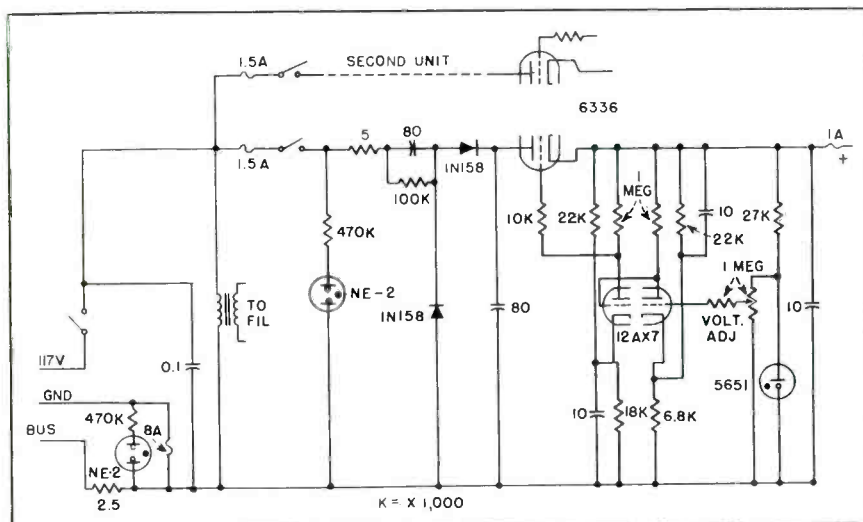 1.5A
SECOND UNIT
6336
1.5A
5
80
1N158
100K
1A
+
10K
22K
1
MEG
10
22K
27K
470K
NE-2
1N158
80
12AX7
1 MEG
VOLT.
ADJ
10
5651
TO
FIL
117V
0.1
GND
470K
8A
BUS
NE-2
2.5
10
18K
6.8K
K = X 1,000